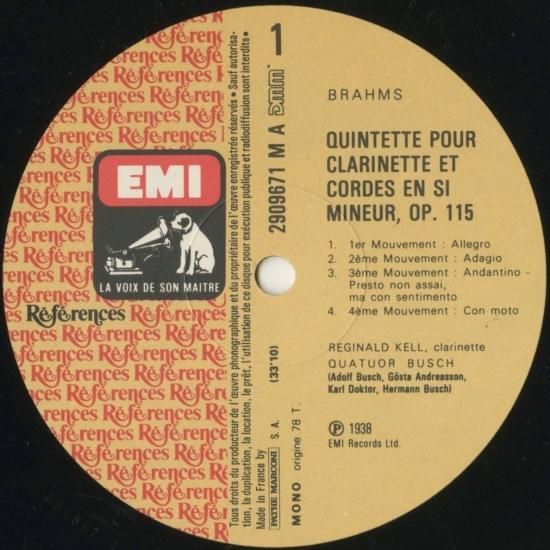 1
BRAHMS
QUINTETTE POUR
CLARINETTE ET
CORDES EN SI
MINEUR, OP. 115
1. 1er Mouvement : Allegro
2. 2ème Mouvement : Adagio
3. 3ème Mouvement : Andantino -
Presto non assai,
ma con sentimento
4. 4ème Mouvement : Con moto
REGINALD KELL, clarinette
QUATUOR BUSCH
(Adolf Busch, Gösta Andreasson,
Karl Doktor, Hermann Busch)
Ⓟ 1938
EMI Records Ltd.
EMI
LA VOIX DE SON MAITRE
Références
2909671 M A DMM
(33'10)
MONO origine 78 T.
Made in France by PATHE MARCONI S. A.
Tous droits du producteur de l'œuvre phonographique et du propriétaire de l'œuvre enregistrée réservés • Sauf autorisa-
tion, la duplication, la location, le prêt, l'utilisation de ce disque pour exécution publique et radiodiffusion sont interdits •